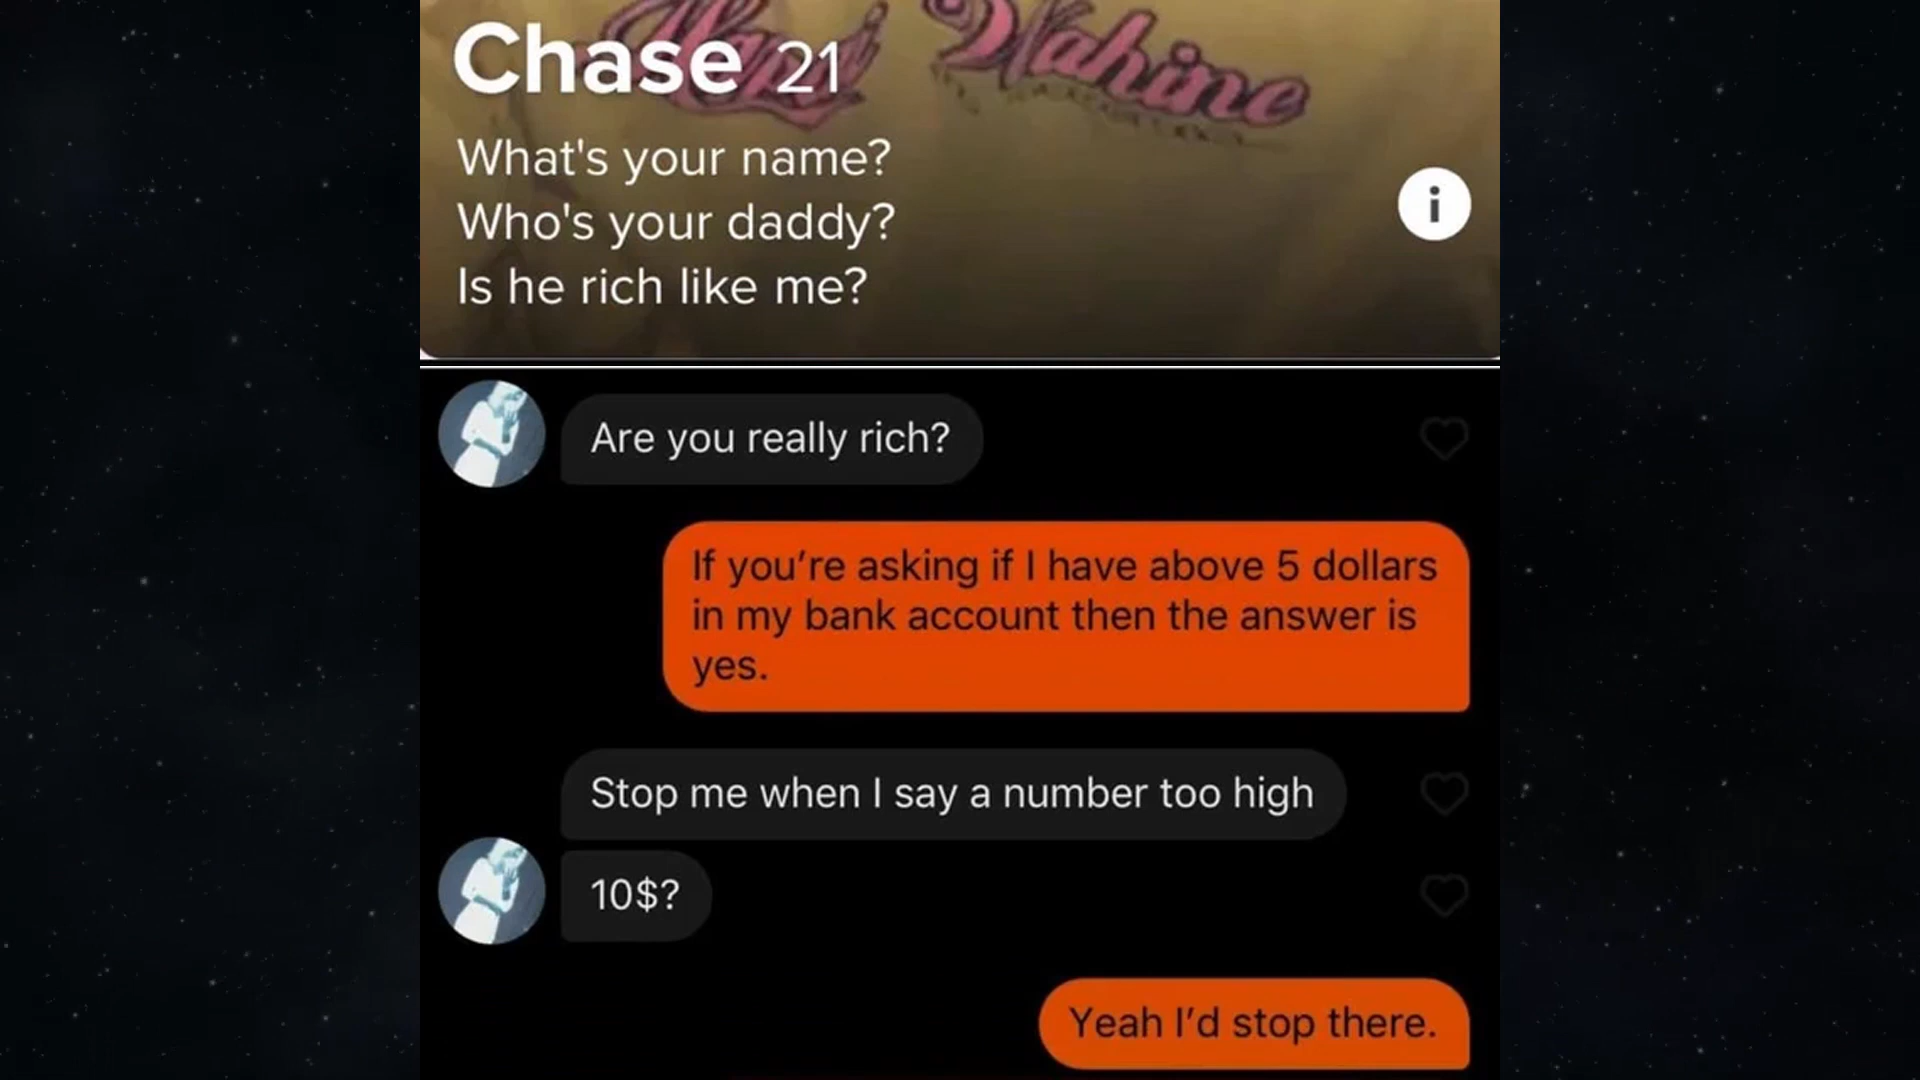 Wahine
Chase 21
What's your name?
Who's your daddy?
Is he rich like me?
i
Are you really rich?
If you’re asking if I have above 5 dollars
in my bank account then the answer is
yes.
Stop me when I say a number too high
10$?
Yeah I’d stop there.